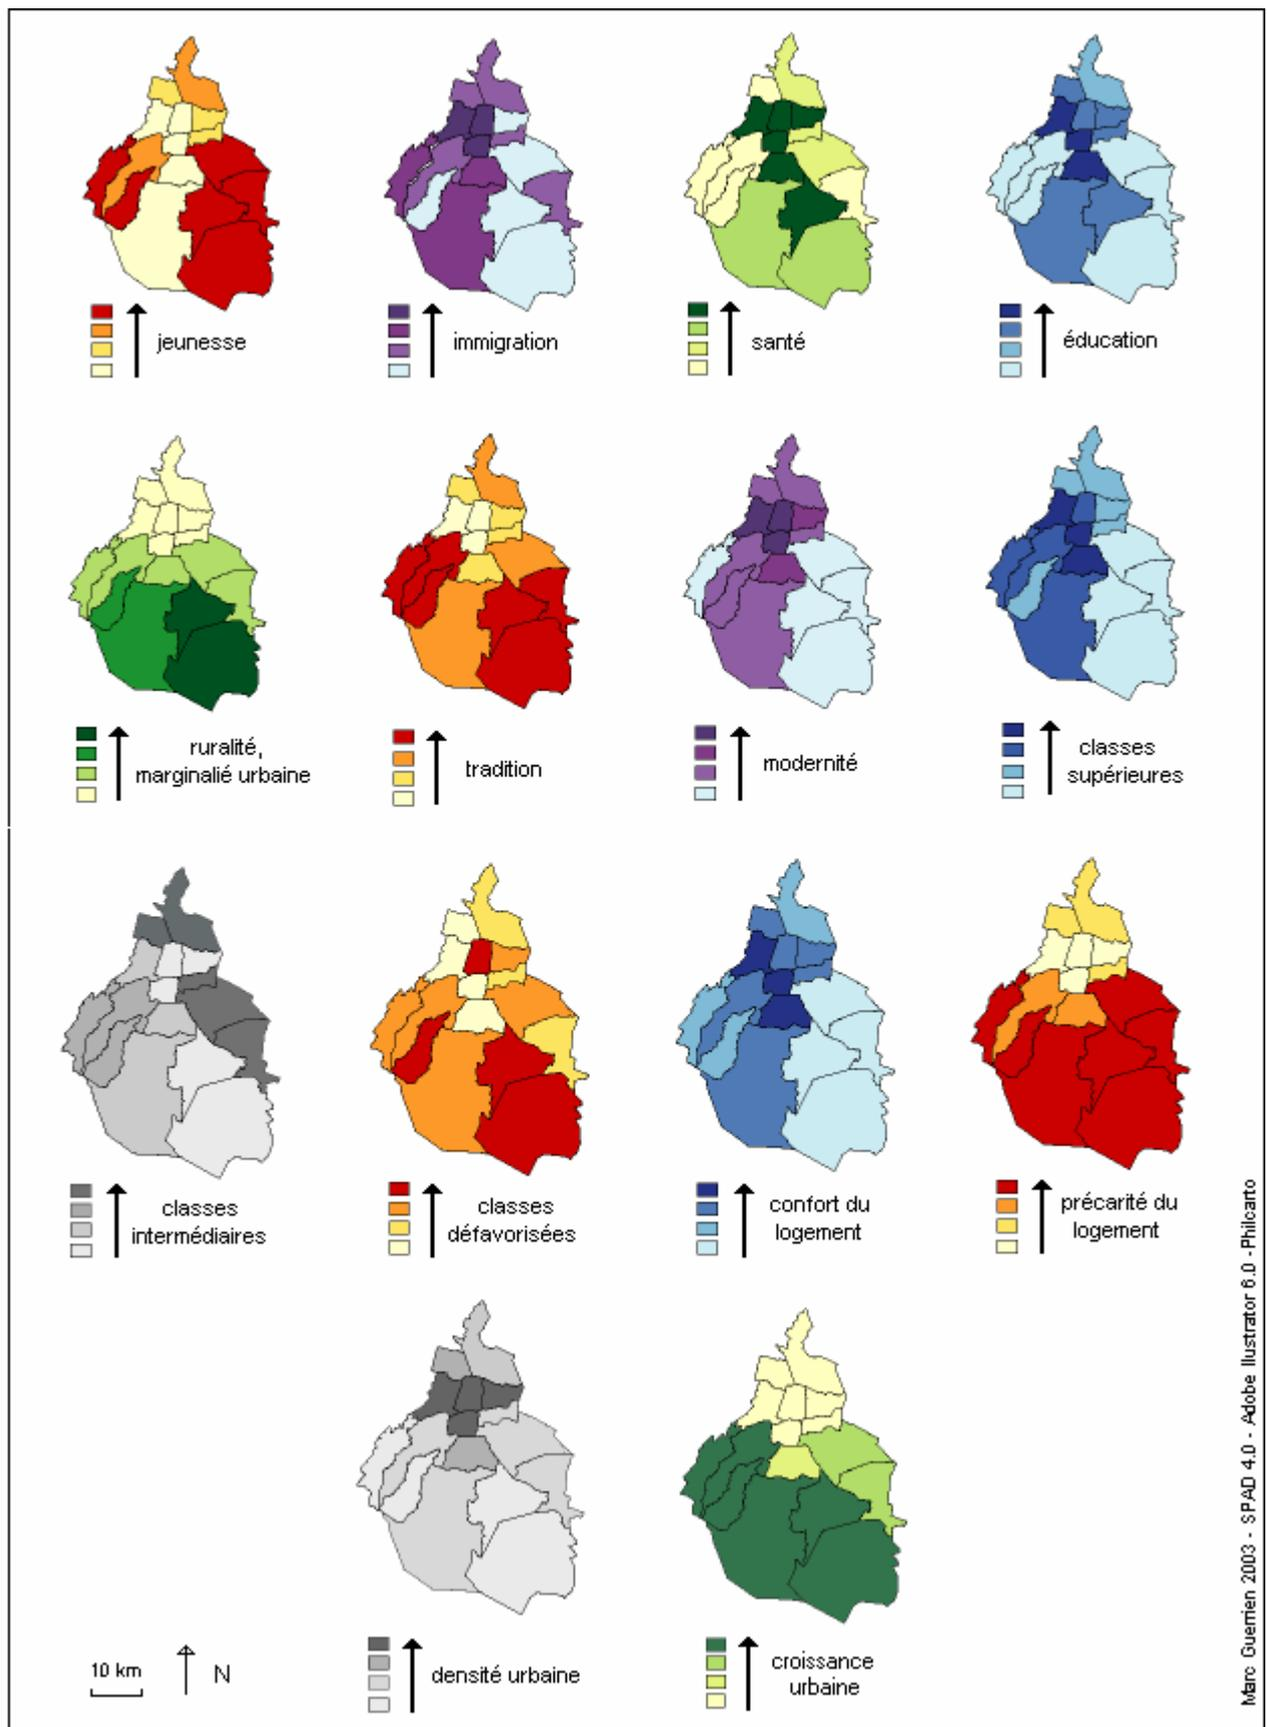 jeunesse
immigration
santé
éducation
ruralité,
marginalié urbaine
tradition
modernité
classes
supérieures
classes
intermédiaires
classes
défavorisées
confort du
logement
précarité du
logement
densité urbaine
croissance
urbaine
10 km
N
Marc Guerrien 2003 - SPAD 4.0 - Adobe Ilustrator 6.0 - Philcarto